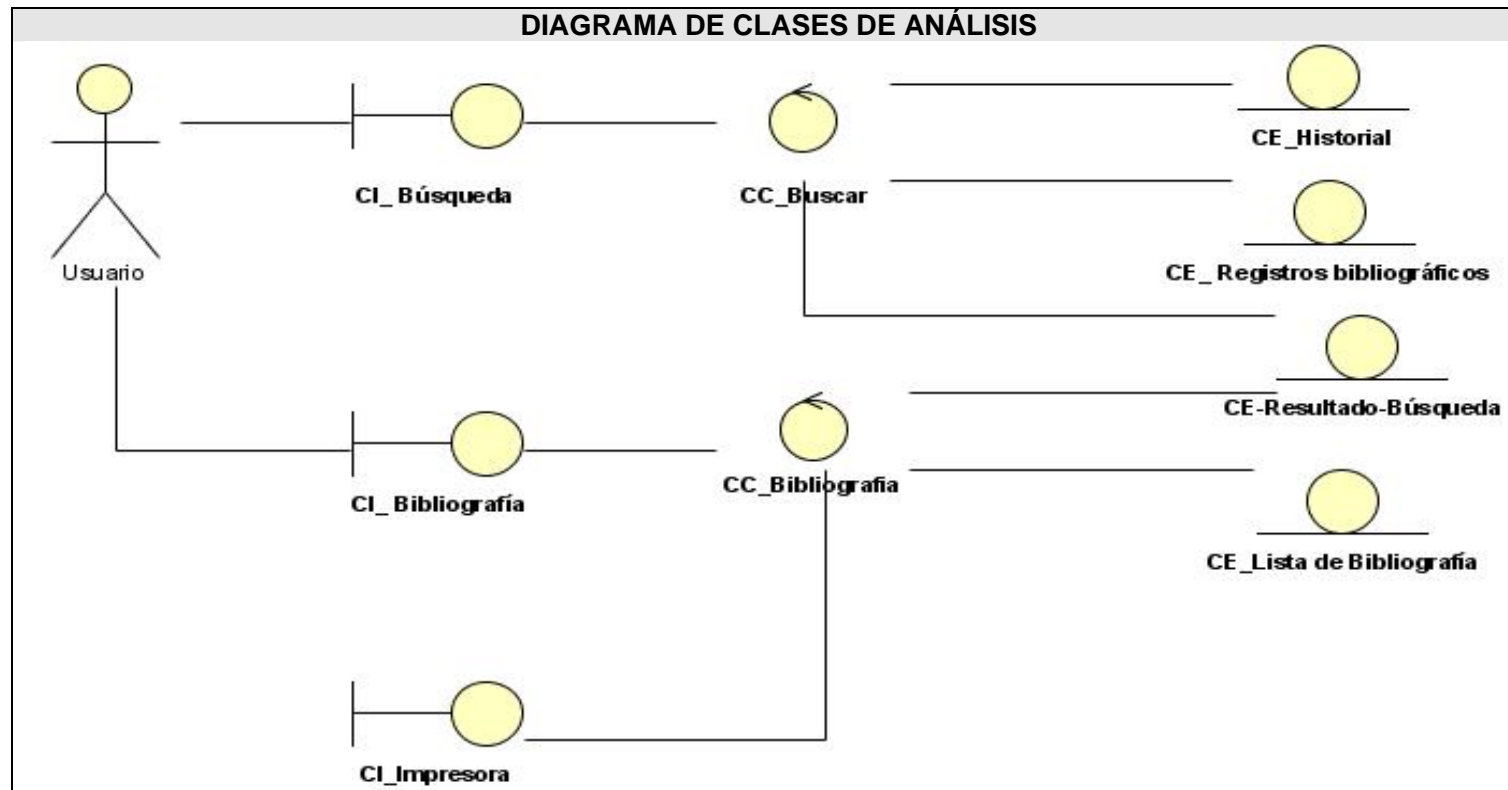 DIAGRAMA DE CLASES DE ANÁLISIS
CE_Historial
CI_ Búsqueda
CC_Buscar
Usuario
CE_ Registros bibliográficos
CE-Resultado-Búsqueda
CI_ Bibliografía
CC_Bibliografia
CE_Lista de Bibliografía
CI_Impresora